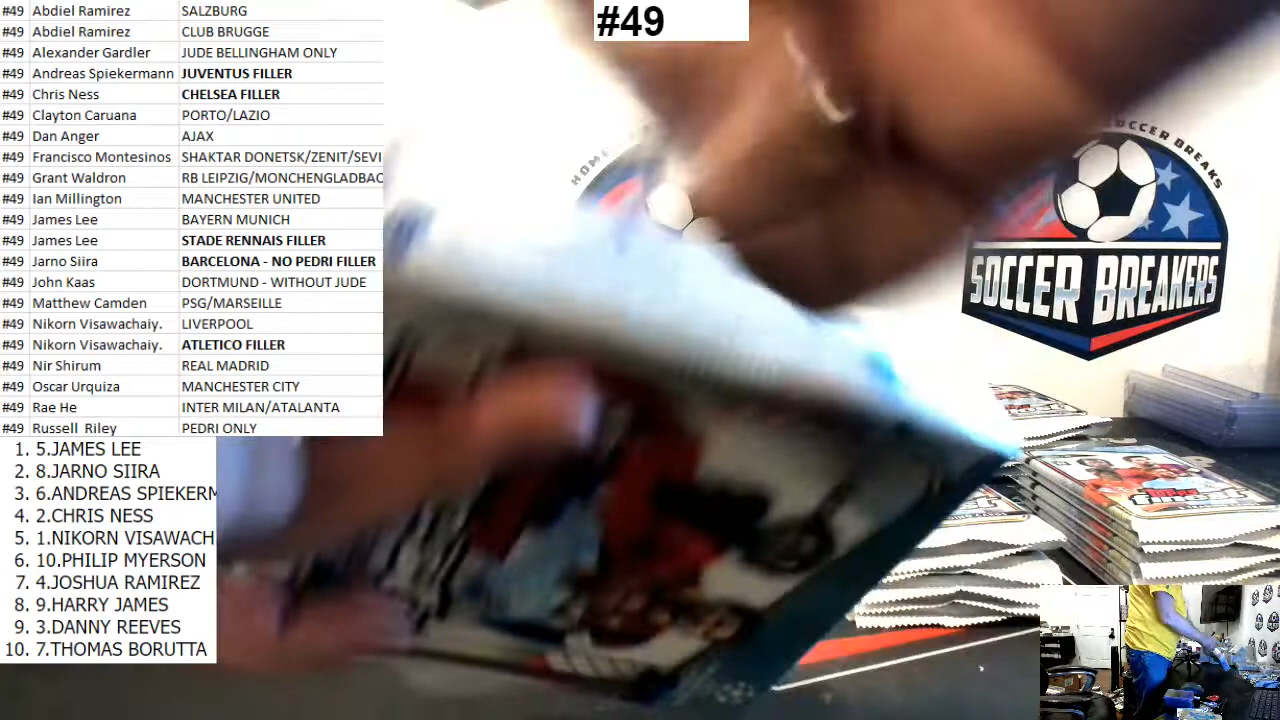 #49 Abdiel Ramirez SALZBURG
#49 Abdiel Ramirez CLUB BRUGGE
#49 Alexander Gardler JUDE BELLINGHAM ONLY
#49 Andreas Spiekermann JUVENTUS FILLER
#49 Chris Ness CHELSEA FILLER
#49 Clayton Caruana PORTO/LAZIO
#49 Dan Anger AJAX
#49 Francisco Montesinos SHAKTAR DONETSK/ZENIT/SEVI
#49 Grant Waldron RB LEIPZIG/MONCHENGLADBAC
#49 Ian Millington MANCHESTER UNITED
#49 James Lee BAYERN MUNICH
#49 James Lee STADE RENNAIS FILLER
#49 Jarno Siira BARCELONA - NO PEDRI FILLER
#49 John Kaas DORTMUND - WITHOUT JUDE
#49 Matthew Camden PSG/MARSEILLE
#49 Nikorn Visawachaiy. LIVERPOOL
#49 Nikorn Visawachaiy. ATLETICO FILLER
#49 Nir Shirum REAL MADRID
#49 Oscar Urquiza MANCHESTER CITY
#49 Rae He INTER MILAN/ATALANTA
#49 Russell Riley PEDRI ONLY
1. 5.JAMES LEE
2. 8.JARNO SIIRA
3. 6.ANDREAS SPIEKERM
4. 2.CHRIS NESS
5. 1.NIKORN VISAWACH
6. 10.PHILIP MYERSON
7. 4.JOSHUA RAMIREZ
8. 9.HARRY JAMES
9. 3.DANNY REEVES
10. 7.THOMAS BORUTTA
#49
HOME
SOCCER BREAKS
SOCCER BREAKERS
Topps
finest